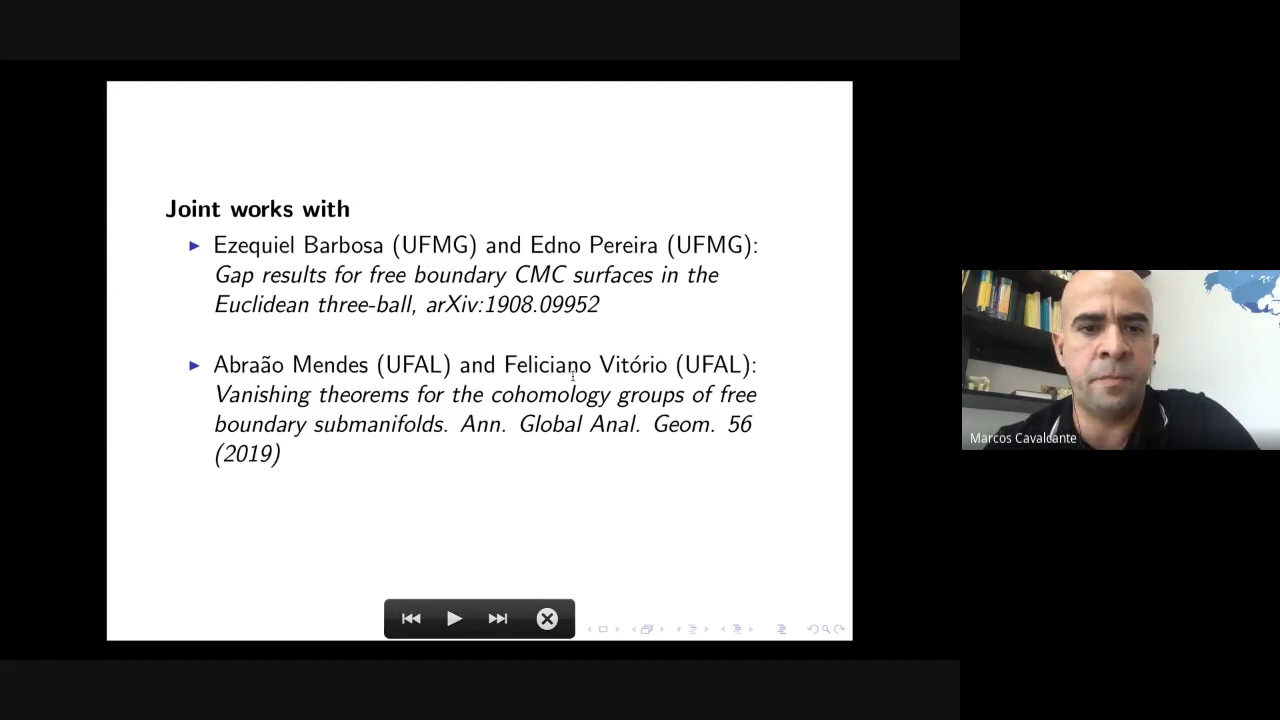 Joint works with
▶ Ezequiel Barbosa (UFMG) and Edno Pereira (UFMG):
Gap results for free boundary CMC surfaces in the
Euclidean three-ball, arXiv:1908.09952
▶ Abraão Mendes (UFAL) and Feliciano Vitório (UFAL):
Vanishing theorems for the cohomology groups of free
boundary submanifolds. Ann. Global Anal. Geom. 56
(2019)
Marcos Cavalcante